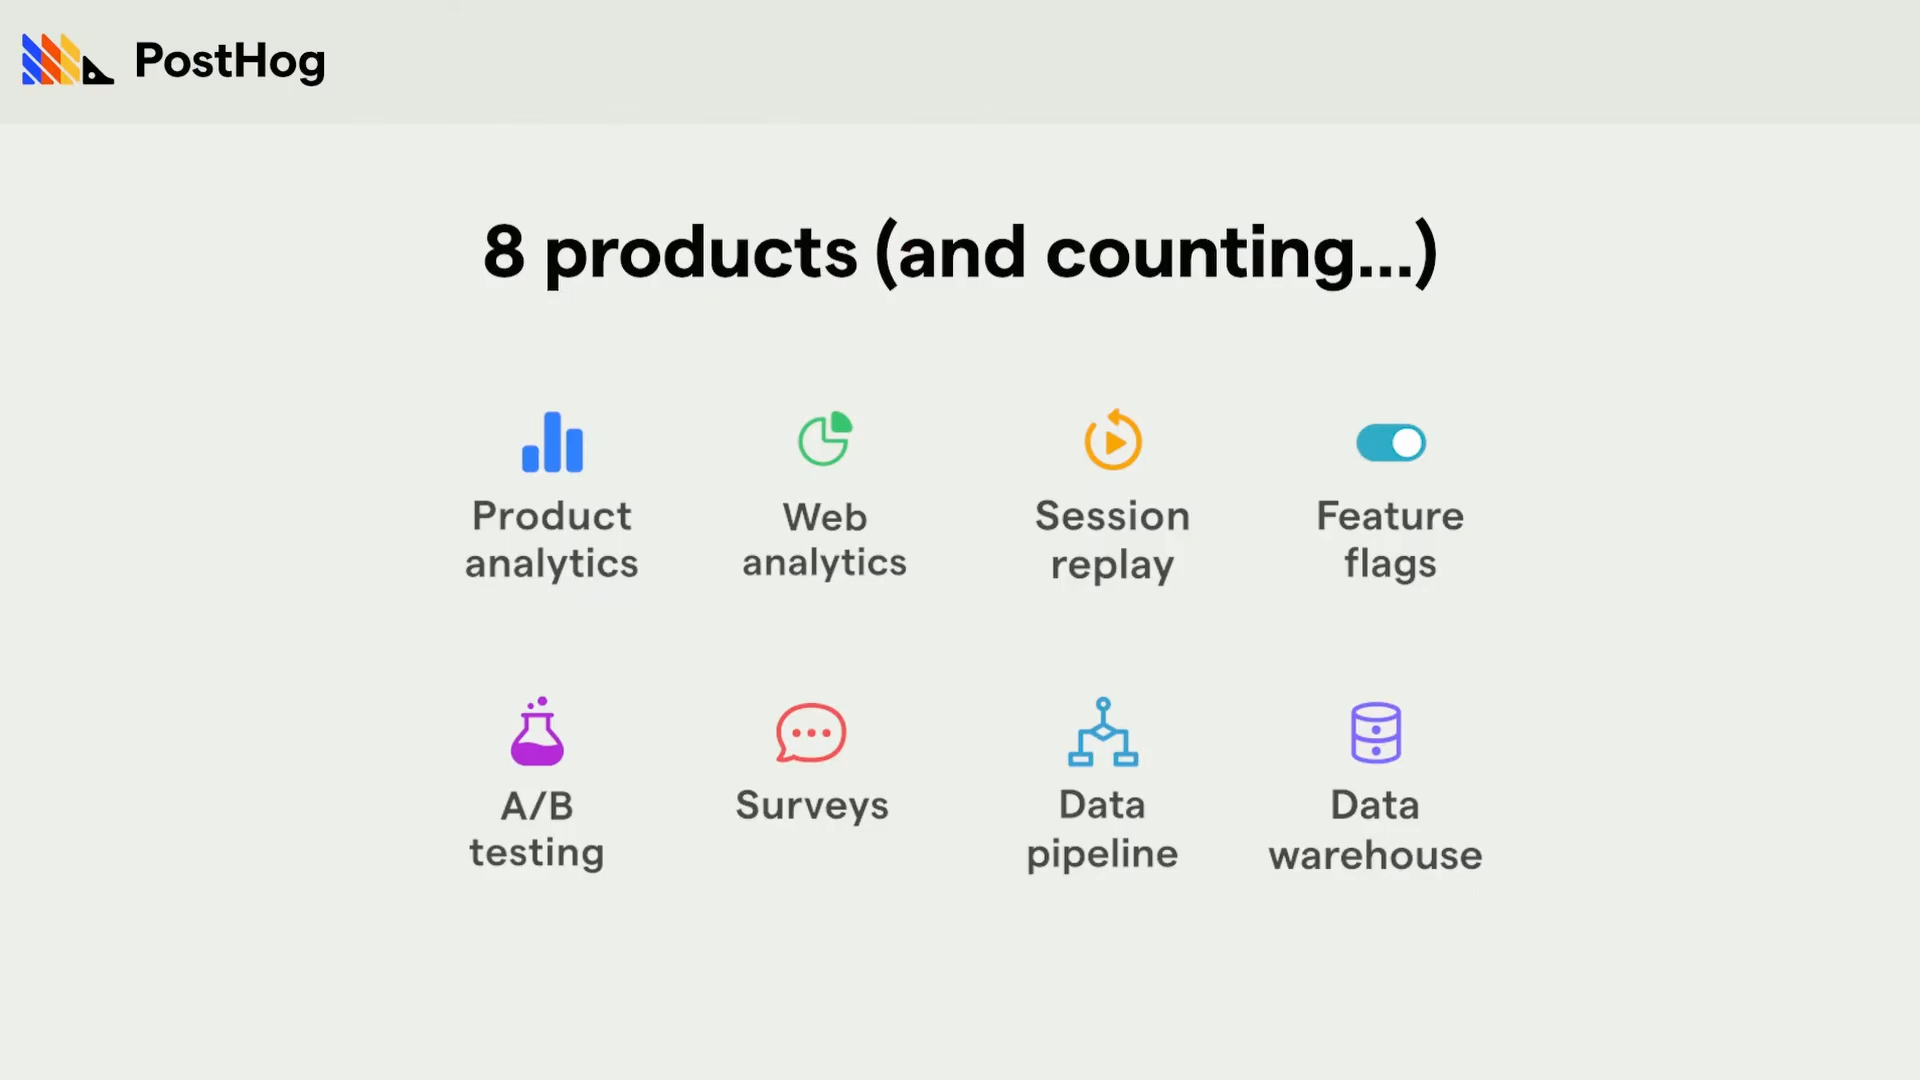 PostHog
8 products (and counting...)
Product
analytics
Web
analytics
Session
replay
Feature
flags
A/B
testing
Surveys
Data
pipeline
Data
warehouse